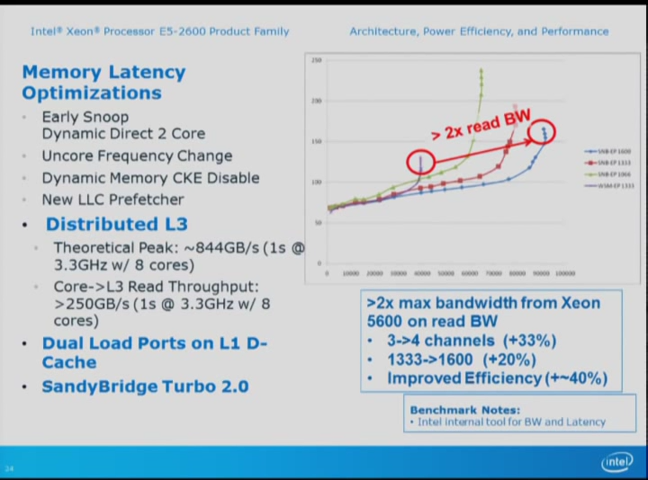 Intel® Xeon® Processor E5-2600 Product Family
Architecture, Power Efficiency, and Performance
Memory Latency
Optimizations
Early Snoop
Dynamic Direct 2 Core
Uncore Frequency Change
Dynamic Memory CKE Disable
New LLC Prefetcher
• Distributed L3
Theoretical Peak: ~844GB/s (1s @
3.3GHz w/ 8 cores)
Core->L3 Read Throughput:
>250GB/s (1s @ 3.3GHz w/ 8
cores)
• Dual Load Ports on L1 D-
Cache
• SandyBridge Turbo 2.0
250
200
150
100
50
0
0 10000 20000 30000 40000 50000 60000 70000 80000 90000 100000
> 2x read BW
SNB-EP 1600
SNB-EP 1333
SNB-EP 1066
WSM-EP 1333
>2x max bandwidth from Xeon
5600 on read BW
• 3->4 channels (+33%)
• 1333->1600 (+20%)
• Improved Efficiency (+~40%)
Benchmark Notes:
• Intel internal tool for BW and Latency
24
intel